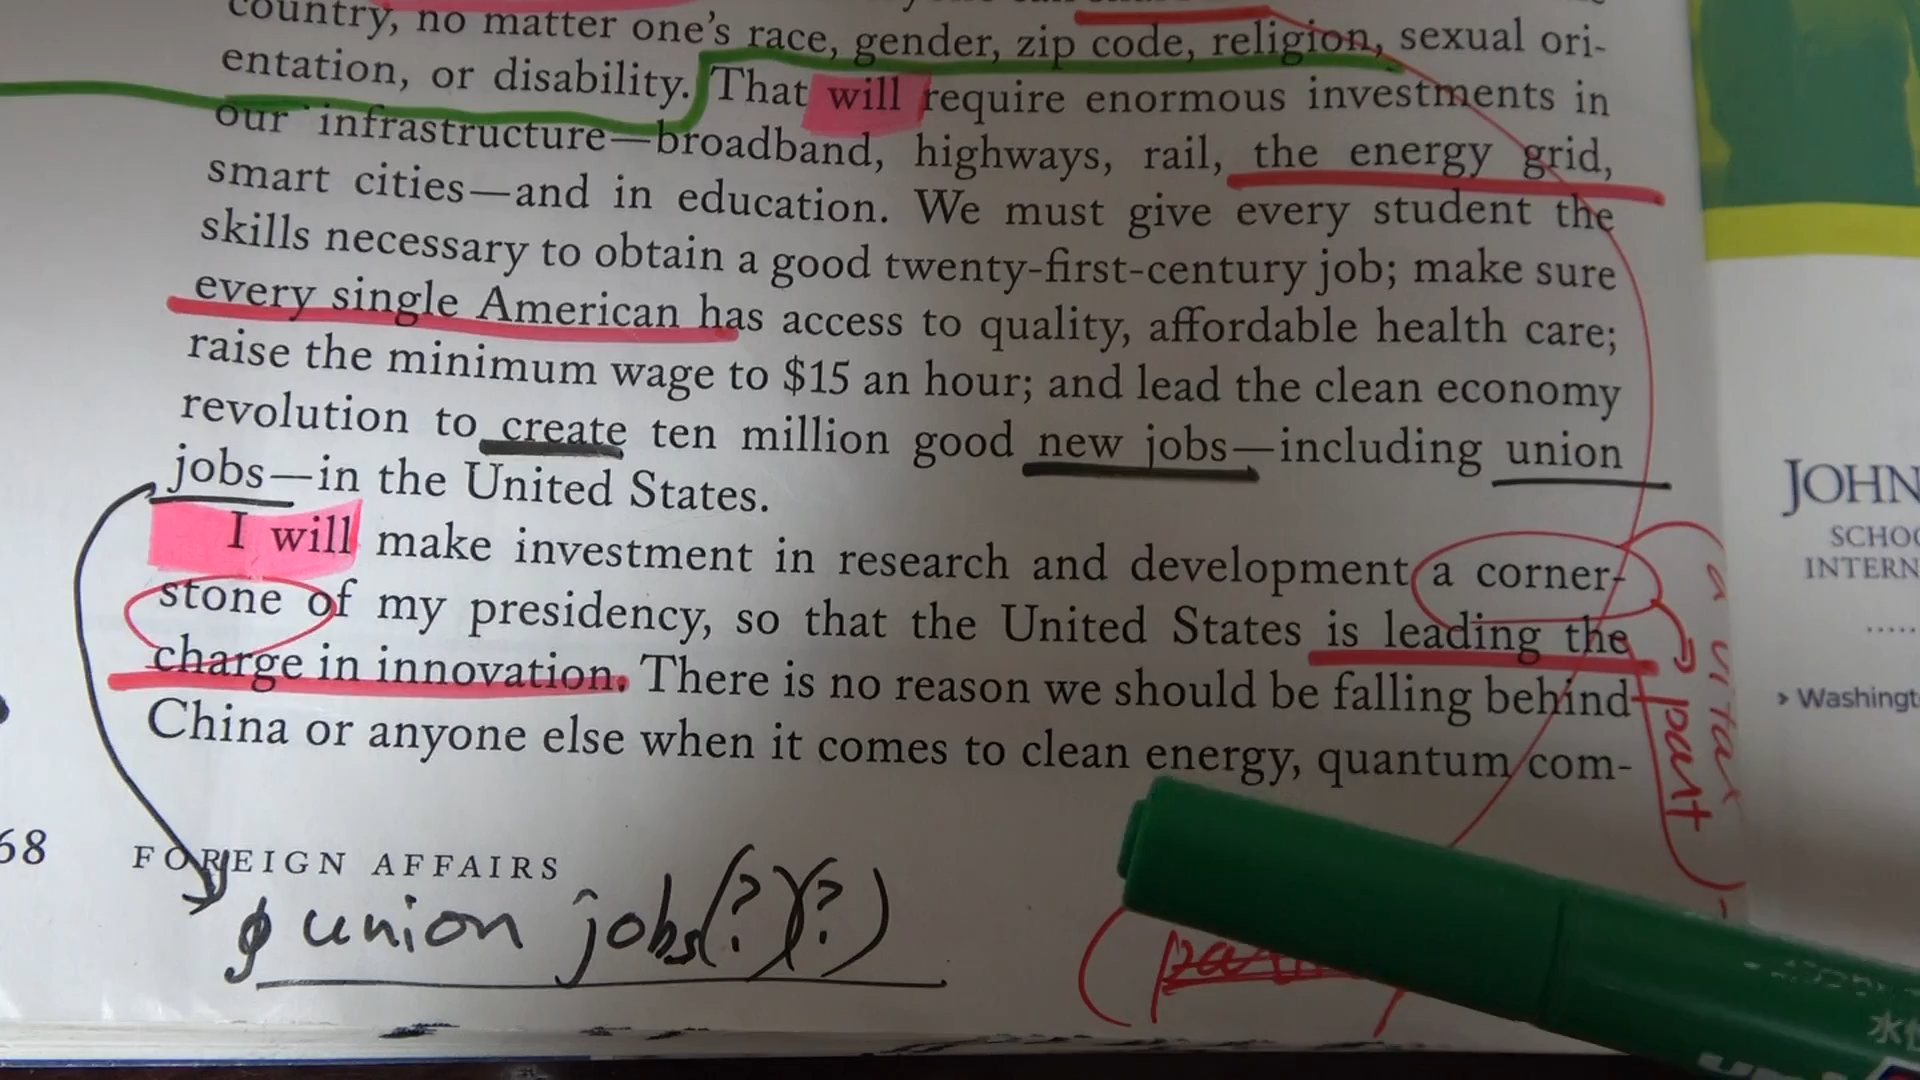 country, no matter one's race, gender, zip code, religion, sexual ori-
entation, or disability. That will require enormous investments in
our infrastructure—broadband, highways, rail, the energy grid,
smart cities—and in education. We must give every student the
skills necessary to obtain a good twenty-first-century job; make sure
every single American has access to quality, affordable health care;
raise the minimum wage to $15 an hour; and lead the clean economy
revolution to create ten million good new jobs—including union
jobs—in the United States.
I will make investment in research and development a corner-
stone of my presidency, so that the United States is leading the
charge in innovation. There is no reason we should be falling behind
China or anyone else when it comes to clean energy, quantum com-
68
FOREIGN AFFAIRS
union jobs(?)(?)
a vital
part
JOHN
SCHOO
INTERN
› Washingt